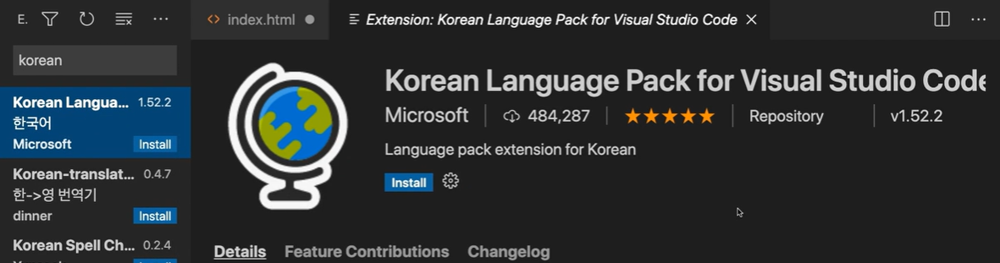 E.
index.html
Extension: Korean Language Pack for Visual Studio Code
korean
Korean Langua... 1.52.2
한국어
Microsoft Install
Korean-translat... 0.4.7
한->영 번역기
dinner Install
Korean Spell Ch... 0.2.4
Korean Language Pack for Visual Studio Code
Microsoft 484,287 Repository v1.52.2
Language pack extension for Korean
Install
Details Feature Contributions Changelog